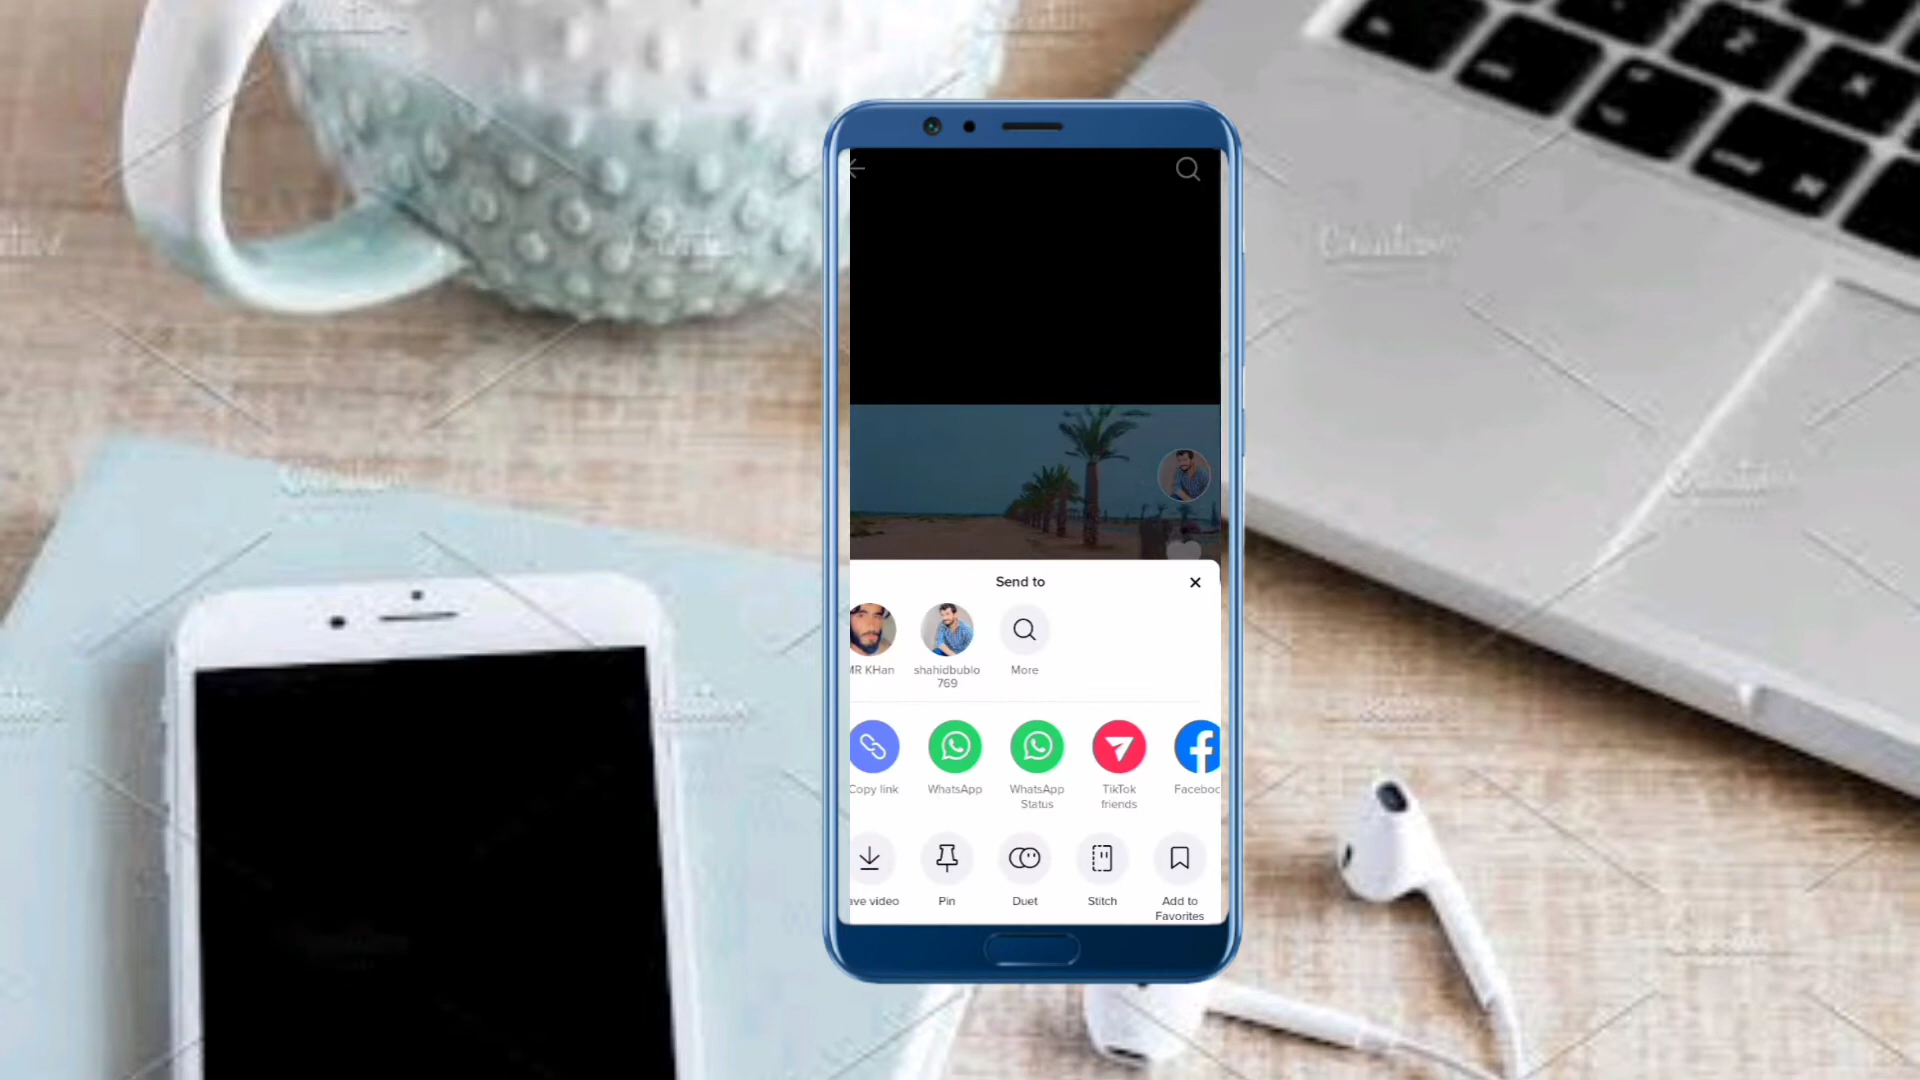 Send to
MR KHan
shahidbublo
769
More
Copy link
WhatsApp
WhatsApp
Status
TikTok
friends
Faceboo
ave video
Pin
Duet
Stitch
Add to
Favorites